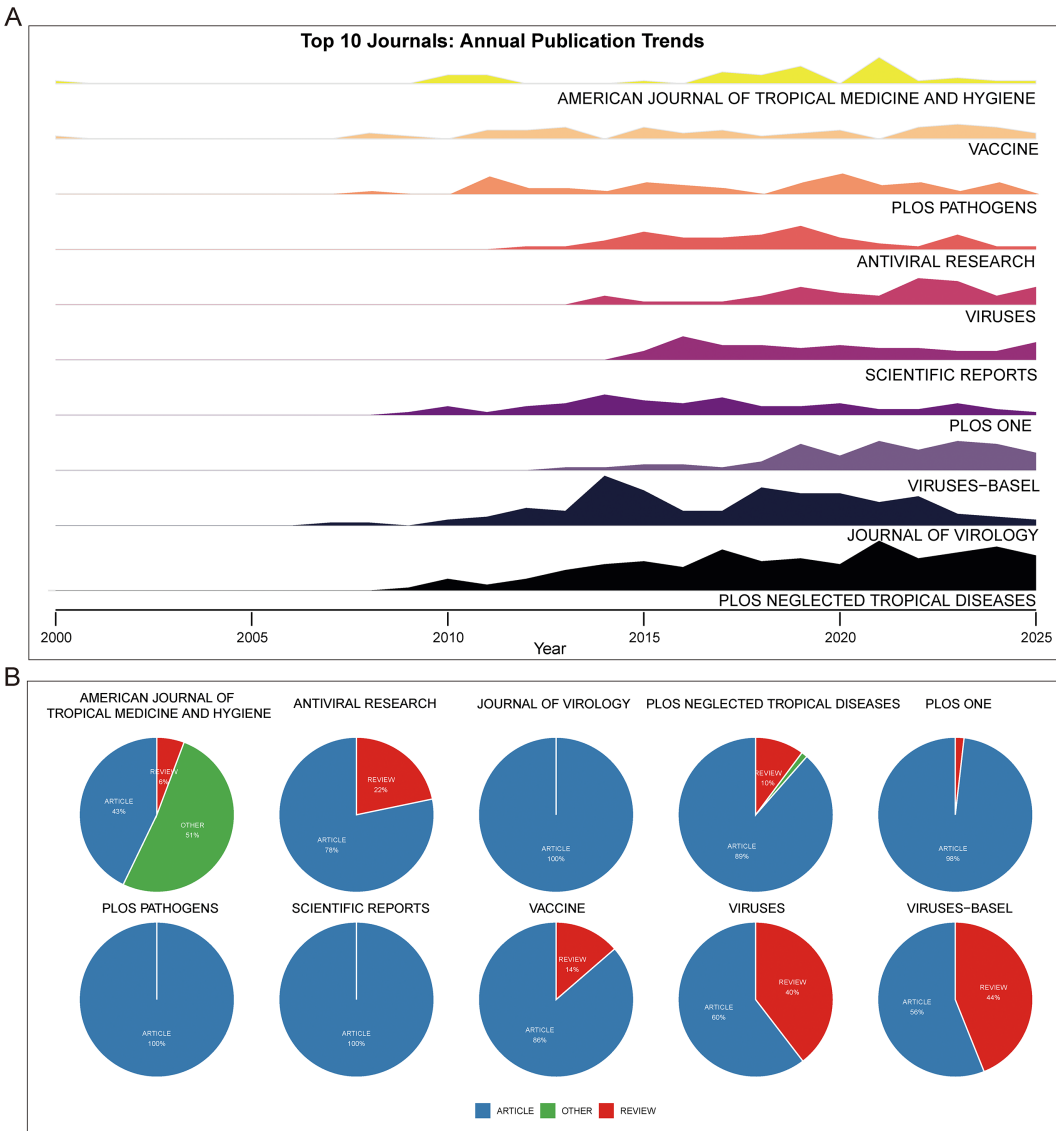 A
Top 10 Journals: Annual Publication Trends
AMERICAN JOURNAL OF TROPICAL MEDICINE AND HYGIENE
VACCINE
PLOS PATHOGENS
ANTIVIRAL RESEARCH
VIRUSES
SCIENTIFIC REPORTS
PLOS ONE
VIRUSES−BASEL
JOURNAL OF VIROLOGY
PLOS NEGLECTED TROPICAL DISEASES
2000 2005 2010 2015 2020 2025
Year
B
AMERICAN JOURNAL OF
TROPICAL MEDICINE AND HYGIENE
REVIEW
6%
ARTICLE
43%
OTHER
51%
ANTIVIRAL RESEARCH
REVIEW
22%
ARTICLE
78%
JOURNAL OF VIROLOGY
ARTICLE
100%
PLOS NEGLECTED TROPICAL DISEASES
REVIEW
10%
ARTICLE
89%
PLOS ONE
ARTICLE
98%
PLOS PATHOGENS
ARTICLE
100%
SCIENTIFIC REPORTS
ARTICLE
100%
VACCINE
REVIEW
14%
ARTICLE
86%
VIRUSES
REVIEW
40%
ARTICLE
60%
VIRUSES−BASEL
REVIEW
44%
ARTICLE
56%
ARTICLE OTHER REVIEW